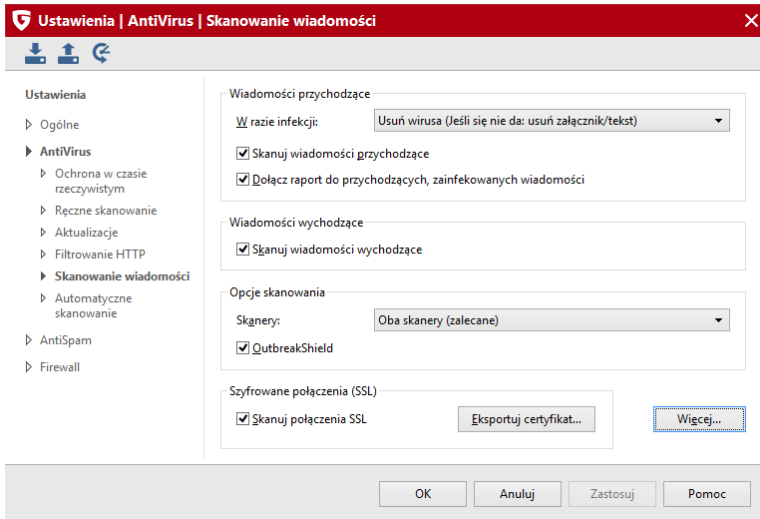 Ustawienia | AntiVirus | Skanowanie wiadomości
Ustawienia
Ogólne
AntiVirus
Ochrona w czasie
rzeczywistym
Ręczne skanowanie
Aktualizacje
Filtrowanie HTTP
Skanowanie wiadomości
Automatyczne
skanowanie
AntiSpam
Firewall
Wiadomości przychodzące
W razie infekcji: Usuń wirusa (Jeśli się nie da: usuń załącznik/tekst)
Skanuj wiadomości przychodzące
Dołącz raport do przychodzących, zainfekowanych wiadomości
Wiadomości wychodzące
Skanuj wiadomości wychodzące
Opcje skanowania
Skanery: Oba skanery (zalecane)
OutbreakShield
Szyfrowane połączenia (SSL)
Skanuj połączenia SSL Eksportuj certyfikat... Więcej...
OK Anuluj Zastosuj Pomoc